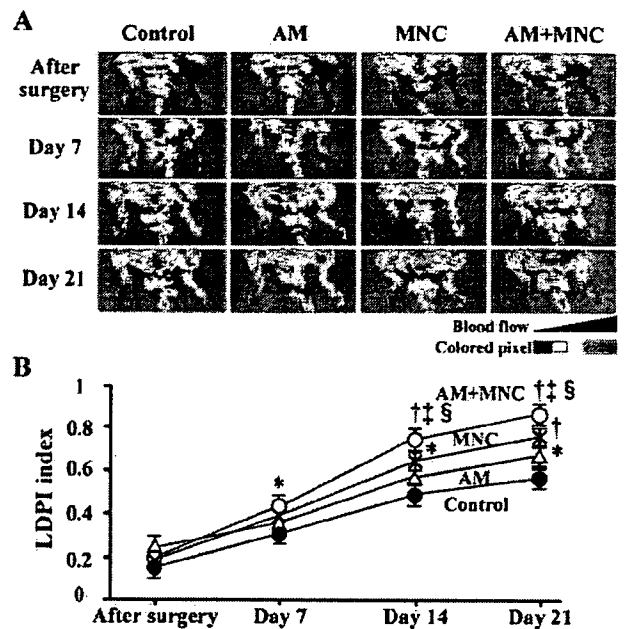 A
Control AM MNC AM+MNC
After
surgery
Day 7
Day 14
Day 21
Blood flow
Colored pixel
B
1
0.8
0.6
0.4
0.2
0
LDPI index
AM+MNC
†‡ § †‡ §
MNC †
* * *
AM
Control
After surgery Day 7 Day 14 Day 21